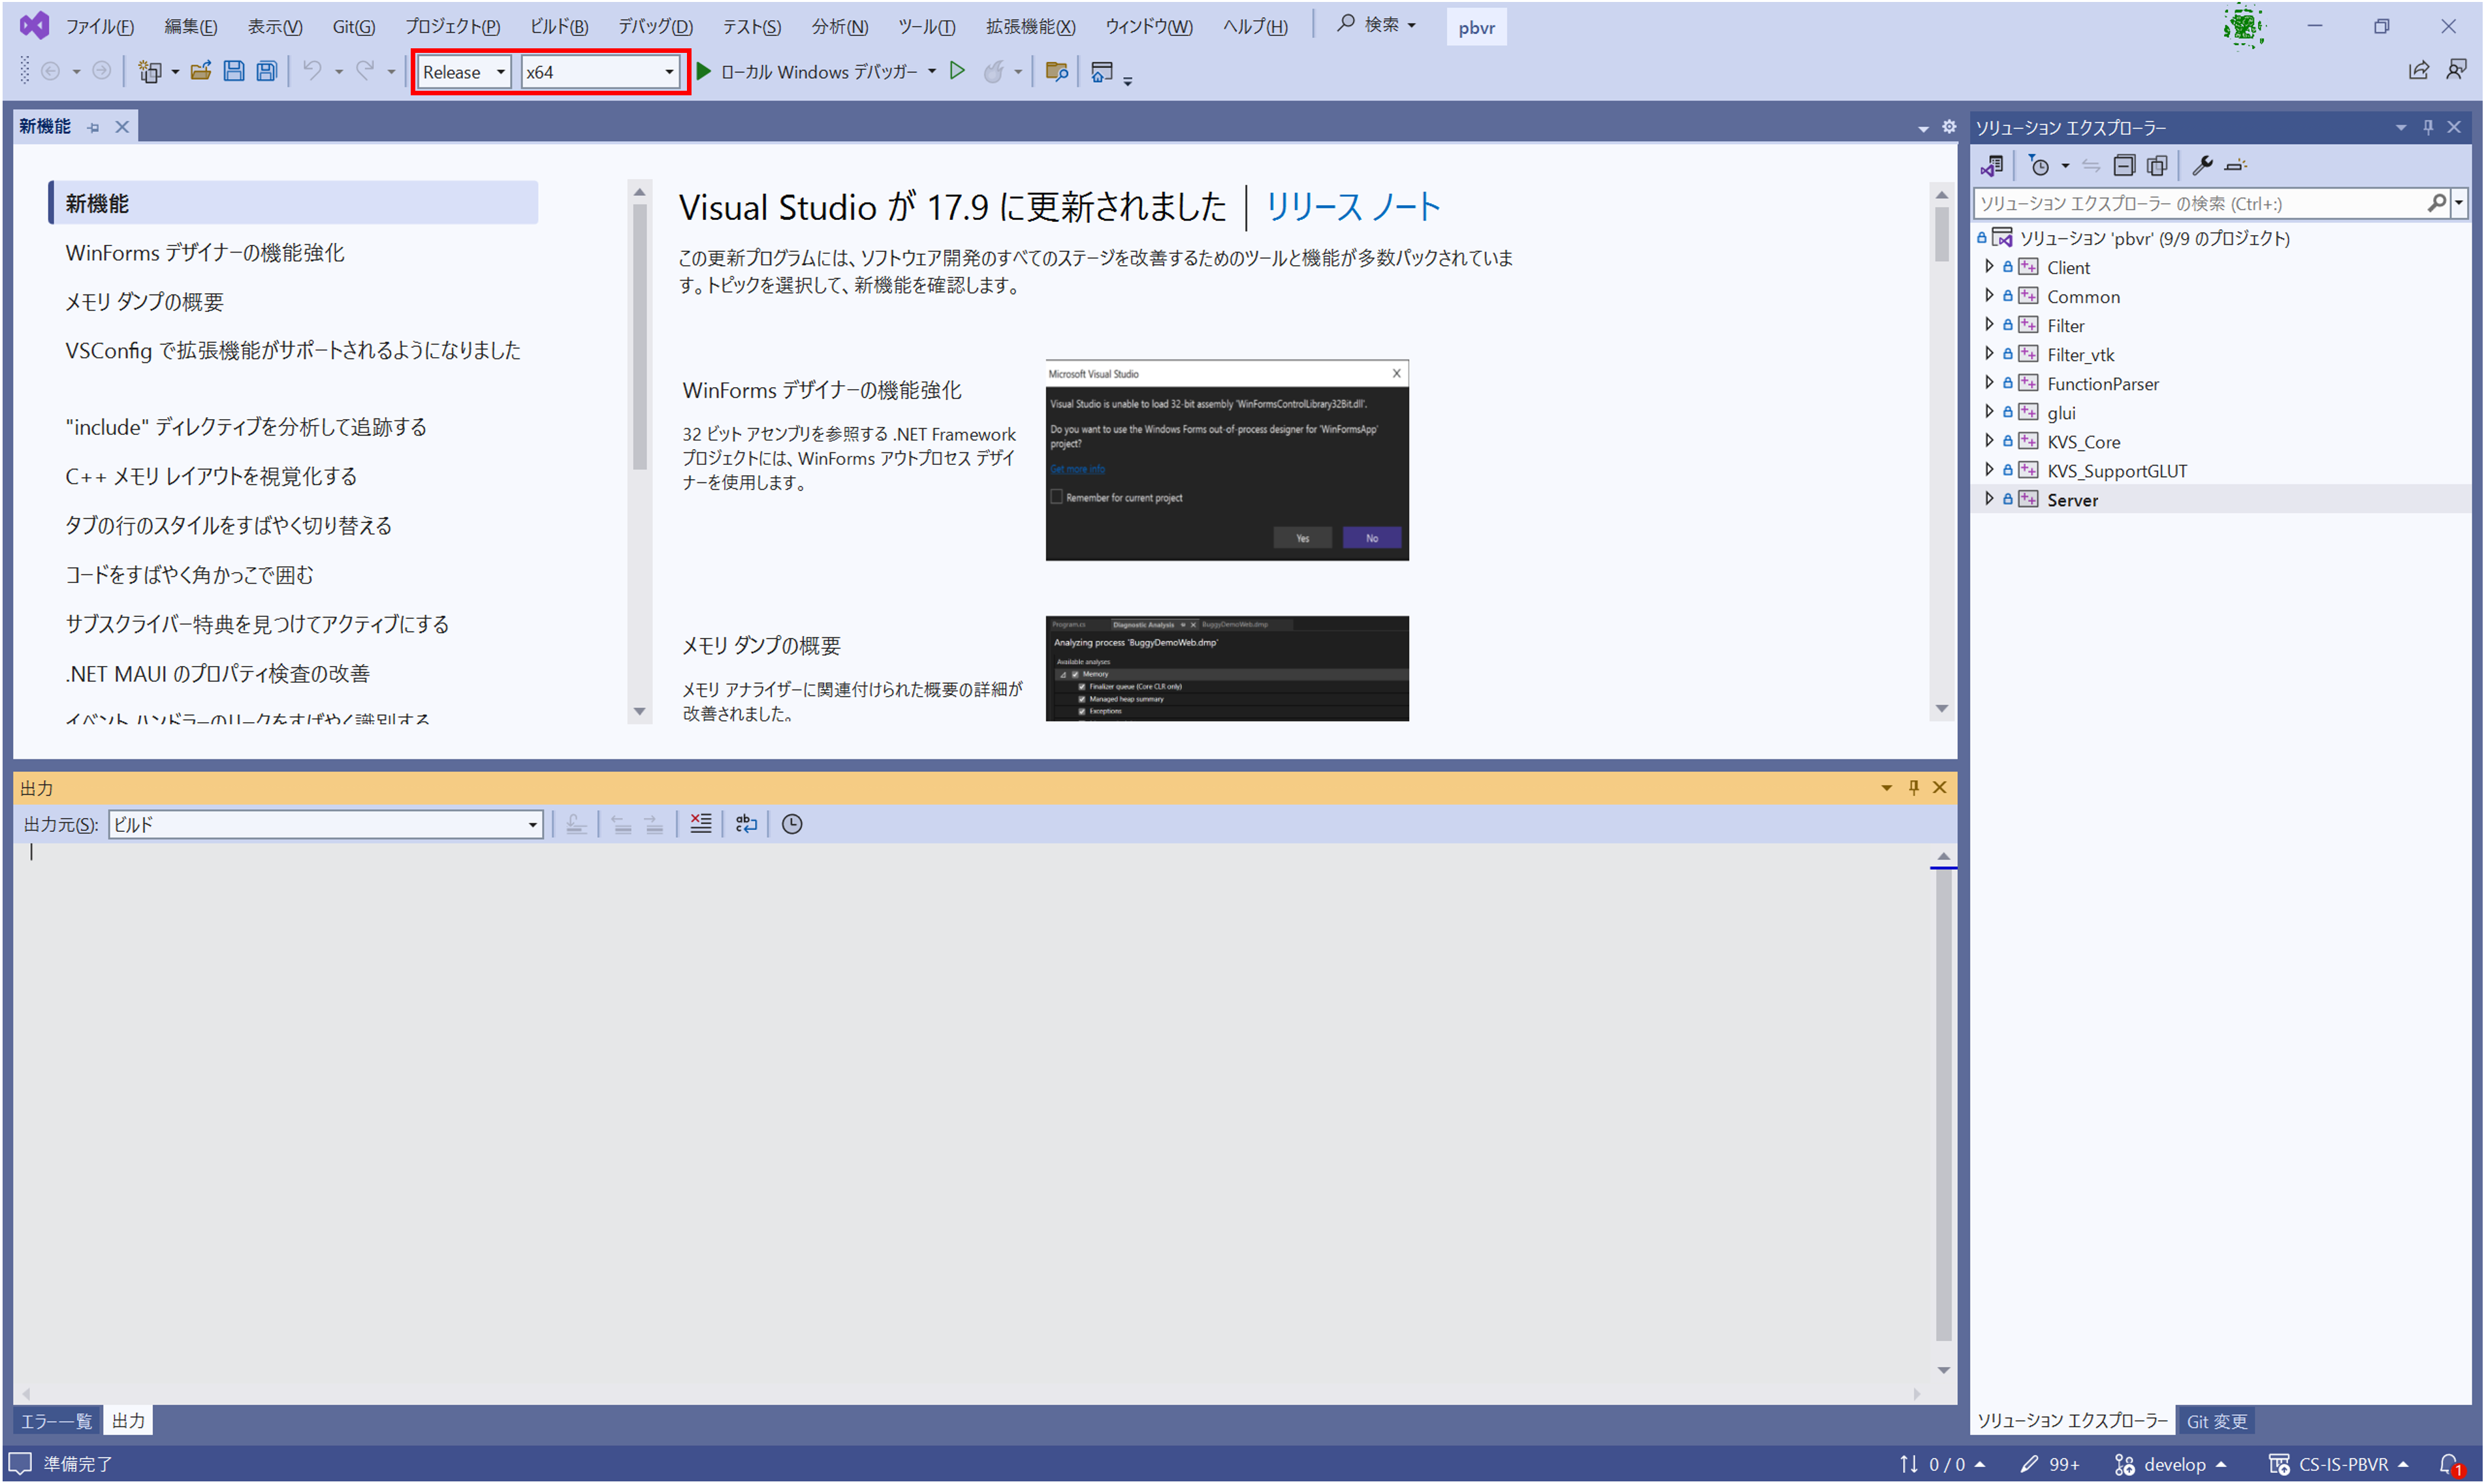 ファイル(F) 編集(E) 表示(V) Git(G) プロジェクト(P) ビルド(B) デバッグ(D) テスト(S) 分析(N) ツール(T) 拡張機能(X) ウィンドウ(W) ヘルプ(H) 検索 pbvr
Release x64 ローカル Windows デバッガー
新機能
新機能
WinForms デザイナーの機能強化
メモリ ダンプの概要
VSConfig で拡張機能がサポートされるようになりました
"include" ディレクティブを分析して追跡する
C++ メモリ レイアウトを視覚化する
タブの行のスタイルをすばやく切り替える
コードをすばやく角かっこで囲む
サブスクライバー特典を見つけてアクティブにする
.NET MAUI のプロパティ検査の改善
イベント ハンドラーのリークをすばやく識別する
Visual Studio が 17.9 に更新されました リリース ノート
この更新プログラムには、ソフトウェア開発のすべてのステージを改善するためのツールと機能が多数パックされていま
す。トピックを選択して、新機能を確認します。
WinForms デザイナーの機能強化
32 ビット アセンブリを参照する .NET Framework
プロジェクトには、WinForms アウトプロセス デザイ
ナーを使用します。
Microsoft Visual Studio X
Visual Studio is unable to load 32-bit assembly 'WinFormsControlLibrary32Bit.dll'.
Do you want to use the Windows Forms out-of-process designer for 'WinFormsApp'
project?
Get more info
Remember for current project
Yes No
メモリ ダンプの概要
メモリ アナライザーに関連付けられた概要の詳細が
改善されました。
Program.cs Diagnostic Analysis BuggyDemoWeb.dmp
Analyzing process 'BuggyDemoWeb.dmp'
Available analyses
Memory
Finalizer queue (Core CLR only)
Managed heap summary
Exceptions
出力
出力元(S): ビルド
エラー一覧 出力
ソリューション エクスプローラー
ソリューション エクスプローラー の検索 (Ctrl+:)
ソリューション 'pbvr' (9/9 のプロジェクト)
Client
Common
Filter
Filter_vtk
FunctionParser
glui
KVS_Core
KVS_SupportGLUT
Server
ソリューション エクスプローラー Git 変更
準備完了 0 / 0 99+ develop CS-IS-PBVR 1